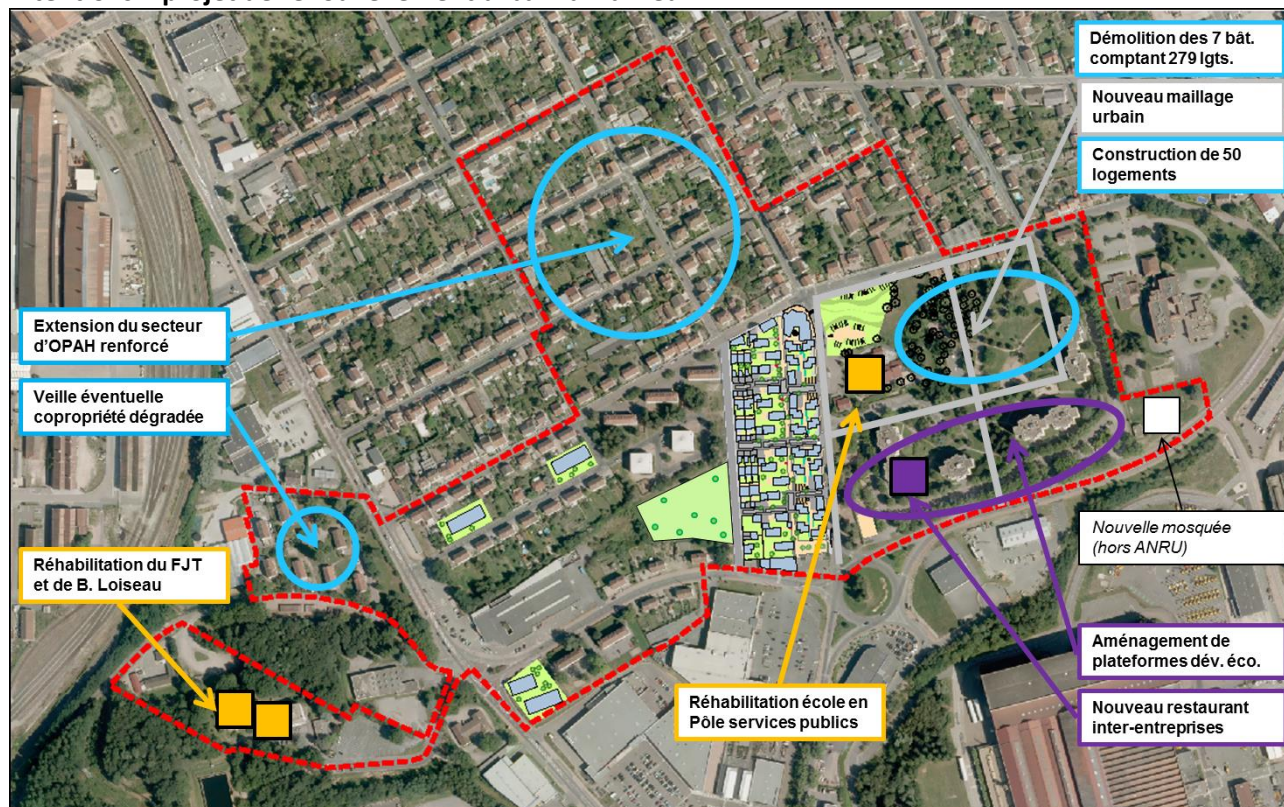 Démolition des 7 bât.
comptant 279 lgts.
Nouveau maillage
urbain
Construction de 50
logements
Extension du secteur
d’OPAH renforcé
Veille éventuelle
copropriété dégradée
Réhabilitation du FJT
et de B. Loiseau
Nouvelle mosquée
(hors ANRU)
Aménagement de
plateformes dév. éco.
Réhabilitation école en
Pôle services publics
Nouveau restaurant
inter-entreprises